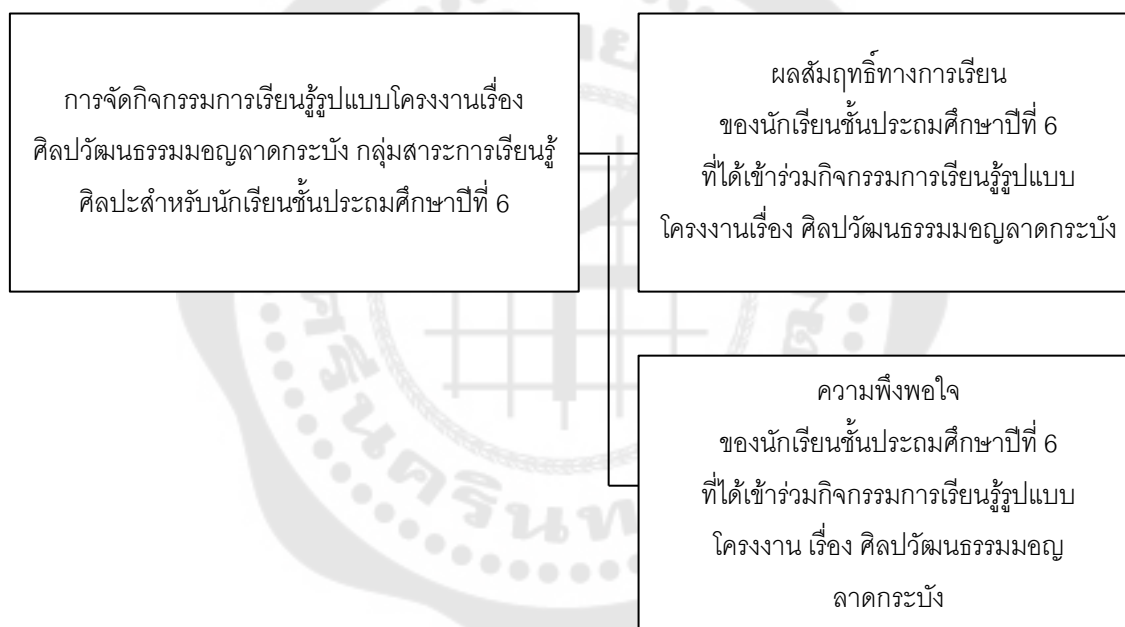 การจัดกิจกรรมการเรียนรู้รูปแบบโครงงานเรื่อง
ศิลปวัฒนธรรมมอญลาดกระบัง กลุ่มสาระการเรียนรู้
ศิลปะสำหรับนักเรียนชั้นประถมศึกษาปีที่ 6
ผลสัมฤทธิ์ทางการเรียน
ของนักเรียนชั้นประถมศึกษาปีที่ 6
ที่ได้เข้าร่วมกิจกรรมการเรียนรู้รูปแบบ
โครงงานเรื่อง ศิลปวัฒนธรรมมอญลาดกระบัง
ความพึงพอใจ
ของนักเรียนชั้นประถมศึกษาปีที่ 6
ที่ได้เข้าร่วมกิจกรรมการเรียนรู้รูปแบบ
โครงงาน เรื่อง ศิลปวัฒนธรรมมอญ
ลาดกระบัง